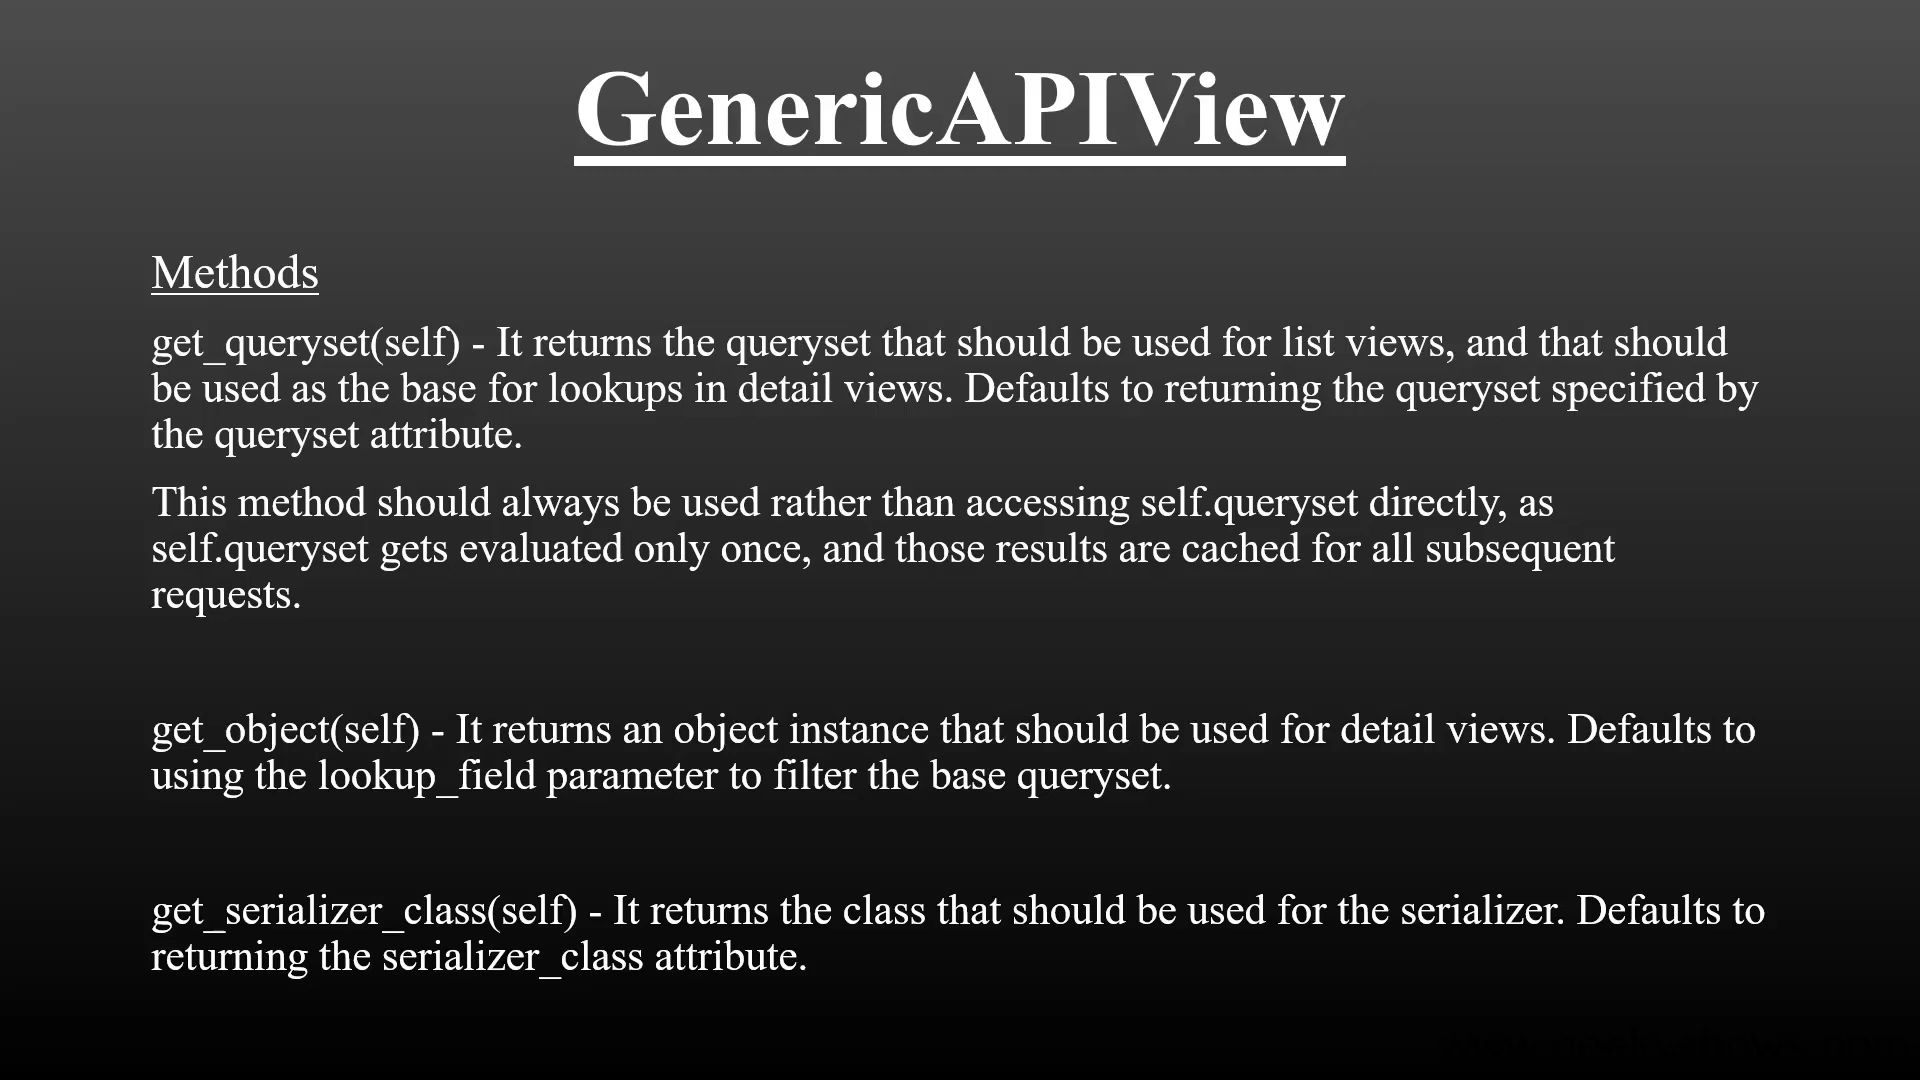 GenericAPIView
Methods
get_queryset(self) - It returns the queryset that should be used for list views, and that should
be used as the base for lookups in detail views. Defaults to returning the queryset specified by
the queryset attribute.
This method should always be used rather than accessing self.queryset directly, as
self.queryset gets evaluated only once, and those results are cached for all subsequent
requests.
get_object(self) - It returns an object instance that should be used for detail views. Defaults to
using the lookup_field parameter to filter the base queryset.
get_serializer_class(self) - It returns the class that should be used for the serializer. Defaults to
returning the serializer_class attribute.